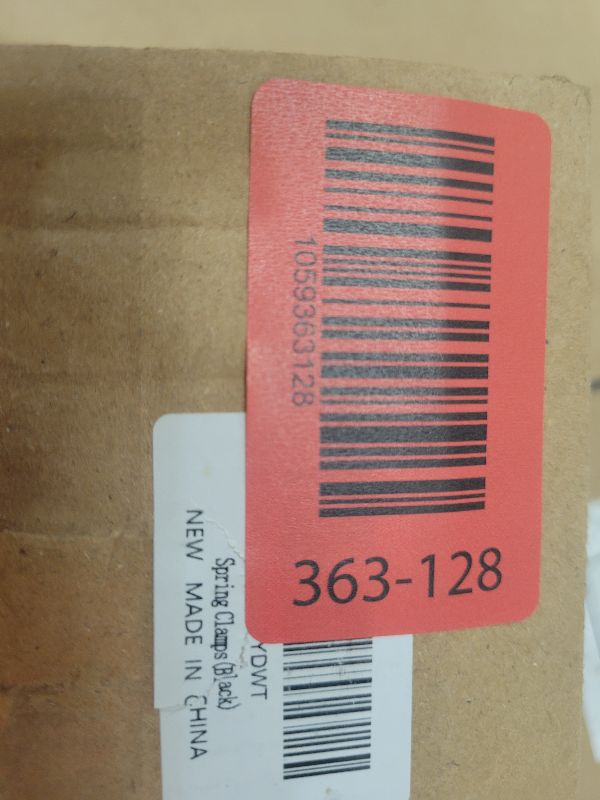 1059363128
363-128
YDWT
Spring Clamps(Black)
NEW MADE IN CHINA